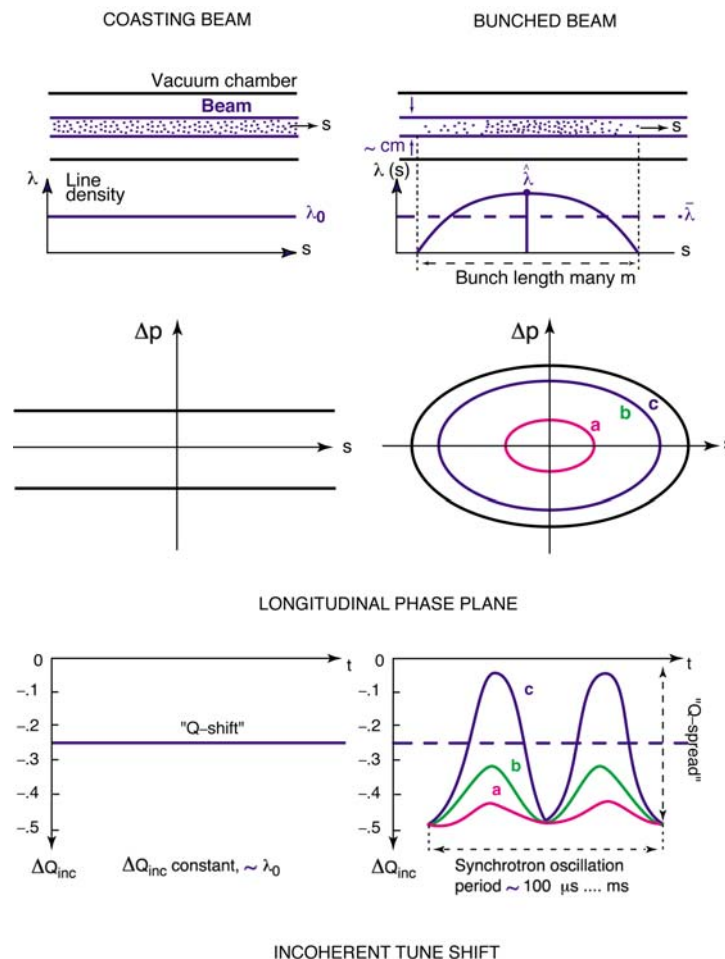 COASTING BEAM
BUNCHED BEAM
Vacuum chamber
Beam
s
s
~ cm
λ
Line
density
λ₀
s
λ (s)
λ̂
λ̄
s
Bunch length many m
Δp
s
Δp
a
b
c
s
LONGITUDINAL PHASE PLANE
0
-.1
-.2
-.3
-.4
-.5
t
"Q–shift"
ΔQinc
ΔQinc constant, ~ λ₀
0
-.1
-.2
-.3
-.4
-.5
t
c
b
a
"Q–spread"
ΔQinc
Synchrotron oscillation
period ~ 100 μs .... ms
INCOHERENT TUNE SHIFT